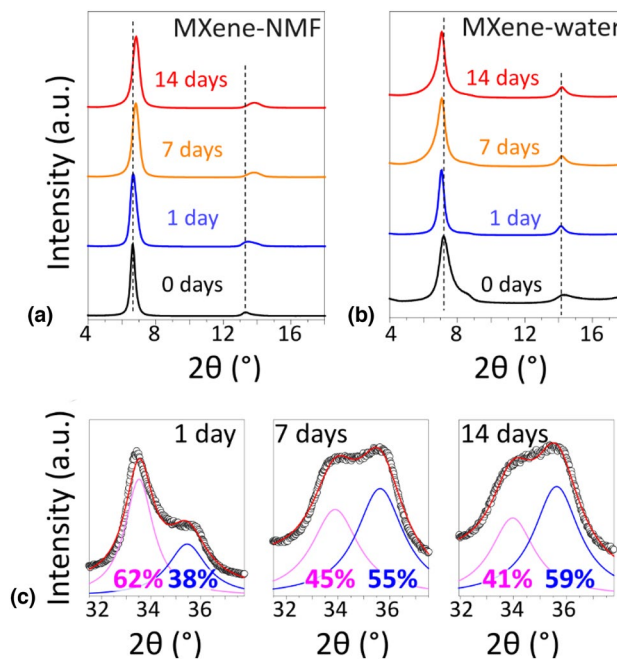 MXene-NMF
14 days
7 days
1 day
0 days
Intensity (a.u.)
(a)
4 8 12 16
2θ (°)
MXene-water
14 days
7 days
1 day
0 days
(b)
4 8 12 16
2θ (°)
1 day
7 days
14 days
Intensity (a.u.)
62% 38%
45% 55%
41% 59%
(c)
32 34 36
32 34 36
32 34 36
2θ (°)
2θ (°)
2θ (°)